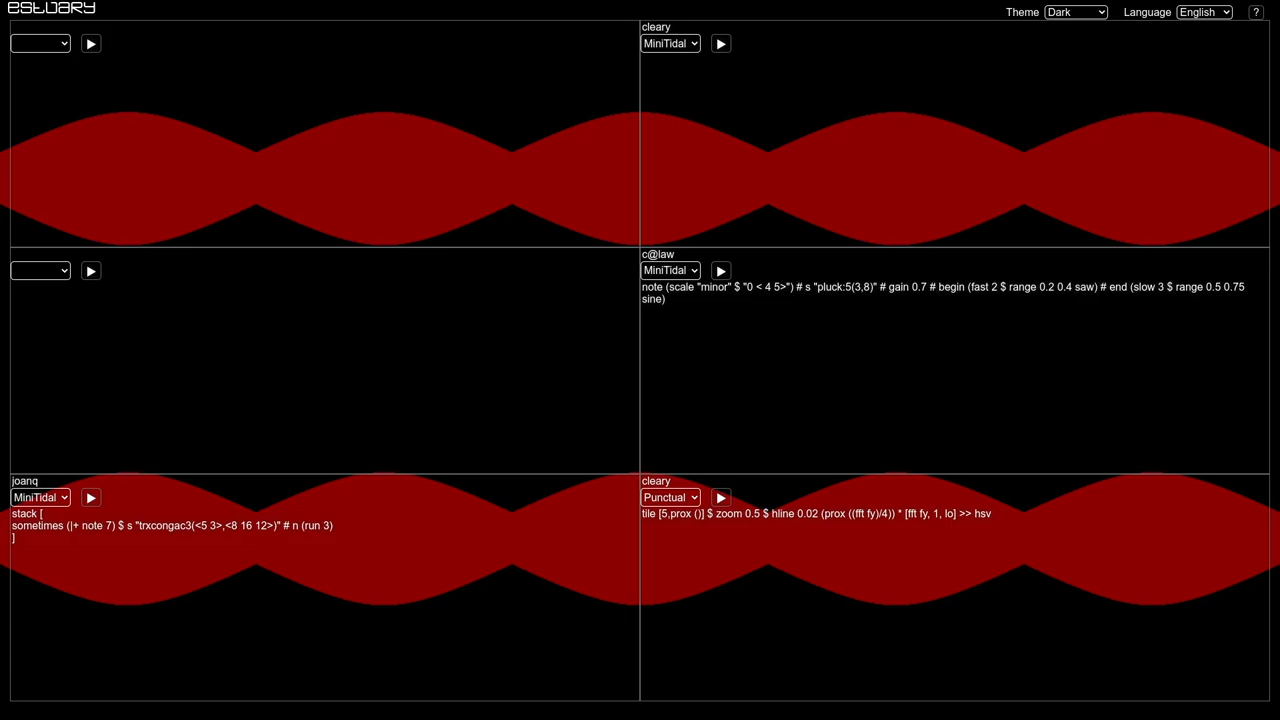 estuary
Theme Dark Language English ?
cleary
MiniTidal
c@law
MiniTidal
note (scale "minor" $ "0 < 4 5>") # s "pluck:5(3,8)" # gain 0.7 # begin (fast 2 $ range 0.2 0.4 saw) # end (slow 3 $ range 0.5 0.75
sine)
joanq
MiniTidal
stack [
sometimes (|+ note 7) $ s "trxcongac3(<5 3>,<8 16 12>)" # n (run 3)
]
cleary
Punctual
tile [5,prox ()] $ zoom 0.5 $ hline 0.02 (prox ((fft fy)/4)) * [fft fy, 1, lo] >> hsv